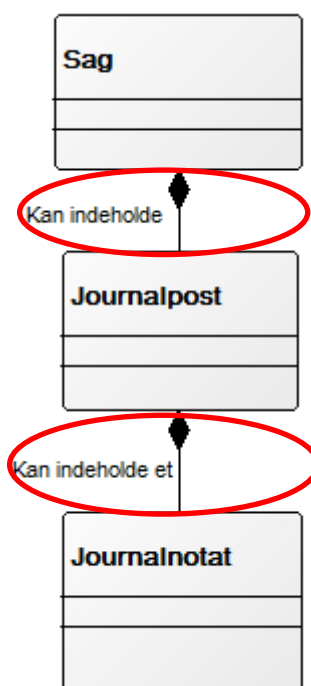 Sag
Kan indeholde
Journalpost
Kan indeholde et
Journalnotat